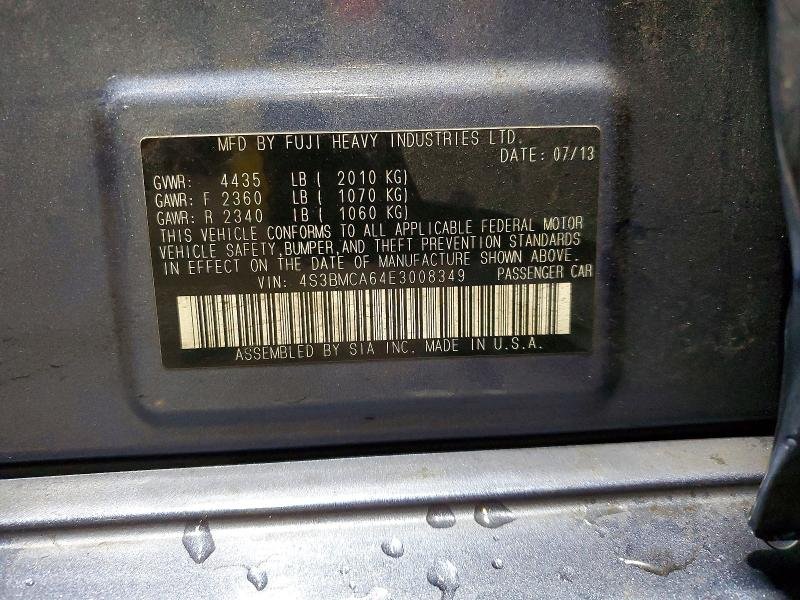 MFD BY FUJI HEAVY INDUSTRIES LTD.
DATE: 07/13
GVWR: 4435 LB ( 2010 KG)
GAWR: F 2360 LB ( 1070 KG)
GAWR: R 2340 LB ( 1060 KG)
THIS VEHICLE CONFORMS TO ALL APPLICABLE FEDERAL MOTOR
VEHICLE SAFETY, BUMPER, AND THEFT PREVENTION STANDARDS
IN EFFECT ON THE DATE OF MANUFACTURE SHOWN ABOVE.
VIN: 4S3BMCA64E3008349 PASSENGER CAR
ASSEMBLED BY SIA INC. MADE IN U.S.A.